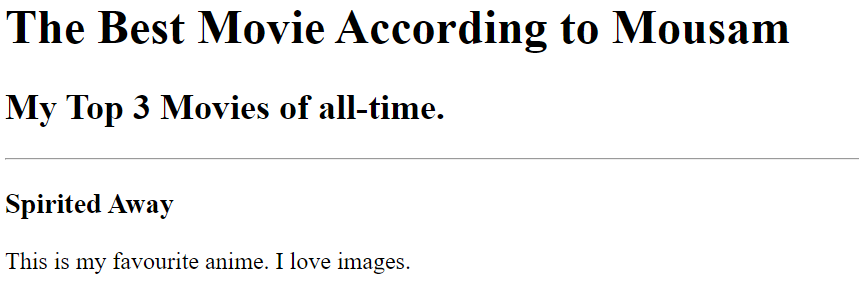 The Best Movie According to Mousam
My Top 3 Movies of all-time.
Spirited Away
This is my favourite anime. I love images.